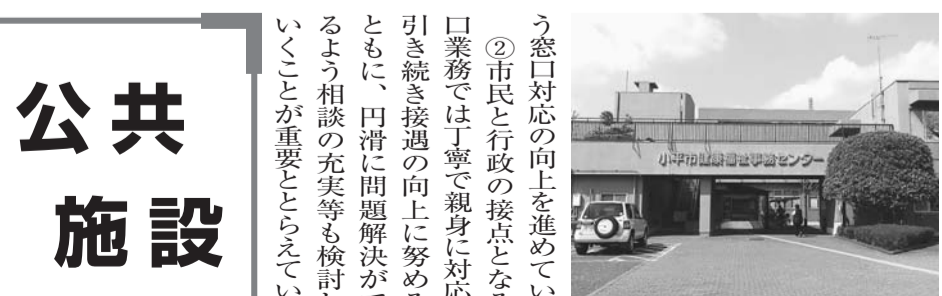 小平市健康福祉事務センター
う窓口対応の向上を進めてい
②市民と行政の接点となる
口業務では丁寧で親身に対応
引き続き接遇の向上に努める
ともに、円滑に問題解決がで
るよう相談の充実等も検討し
いくことが重要ととらえてい
公共
施設